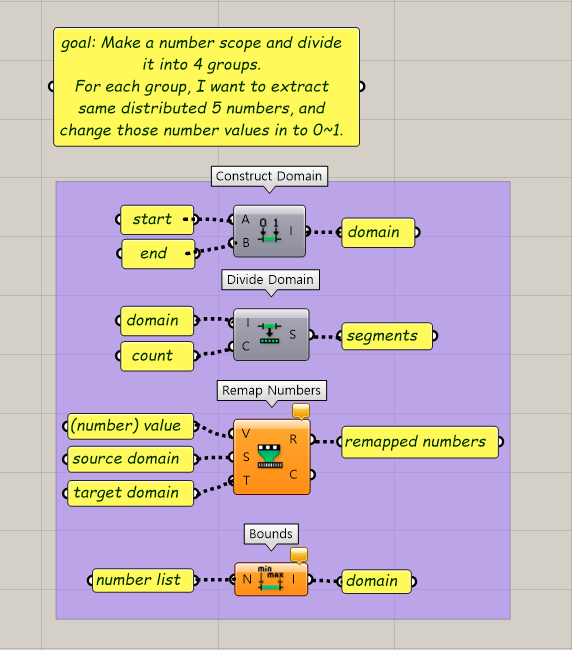 goal: Make a number scope and divide
it into 4 groups.
For each group, I want to extract
same distributed 5 numbers, and
change those number values in to 0~1.
Construct Domain
start
A
0 1
I
domain
end
B
Divide Domain
domain
I
S
segments
count
C
Remap Numbers
(number) value
V
R
remapped numbers
source domain
S
target domain
T
C
Bounds
number list
N
min
max
I
domain